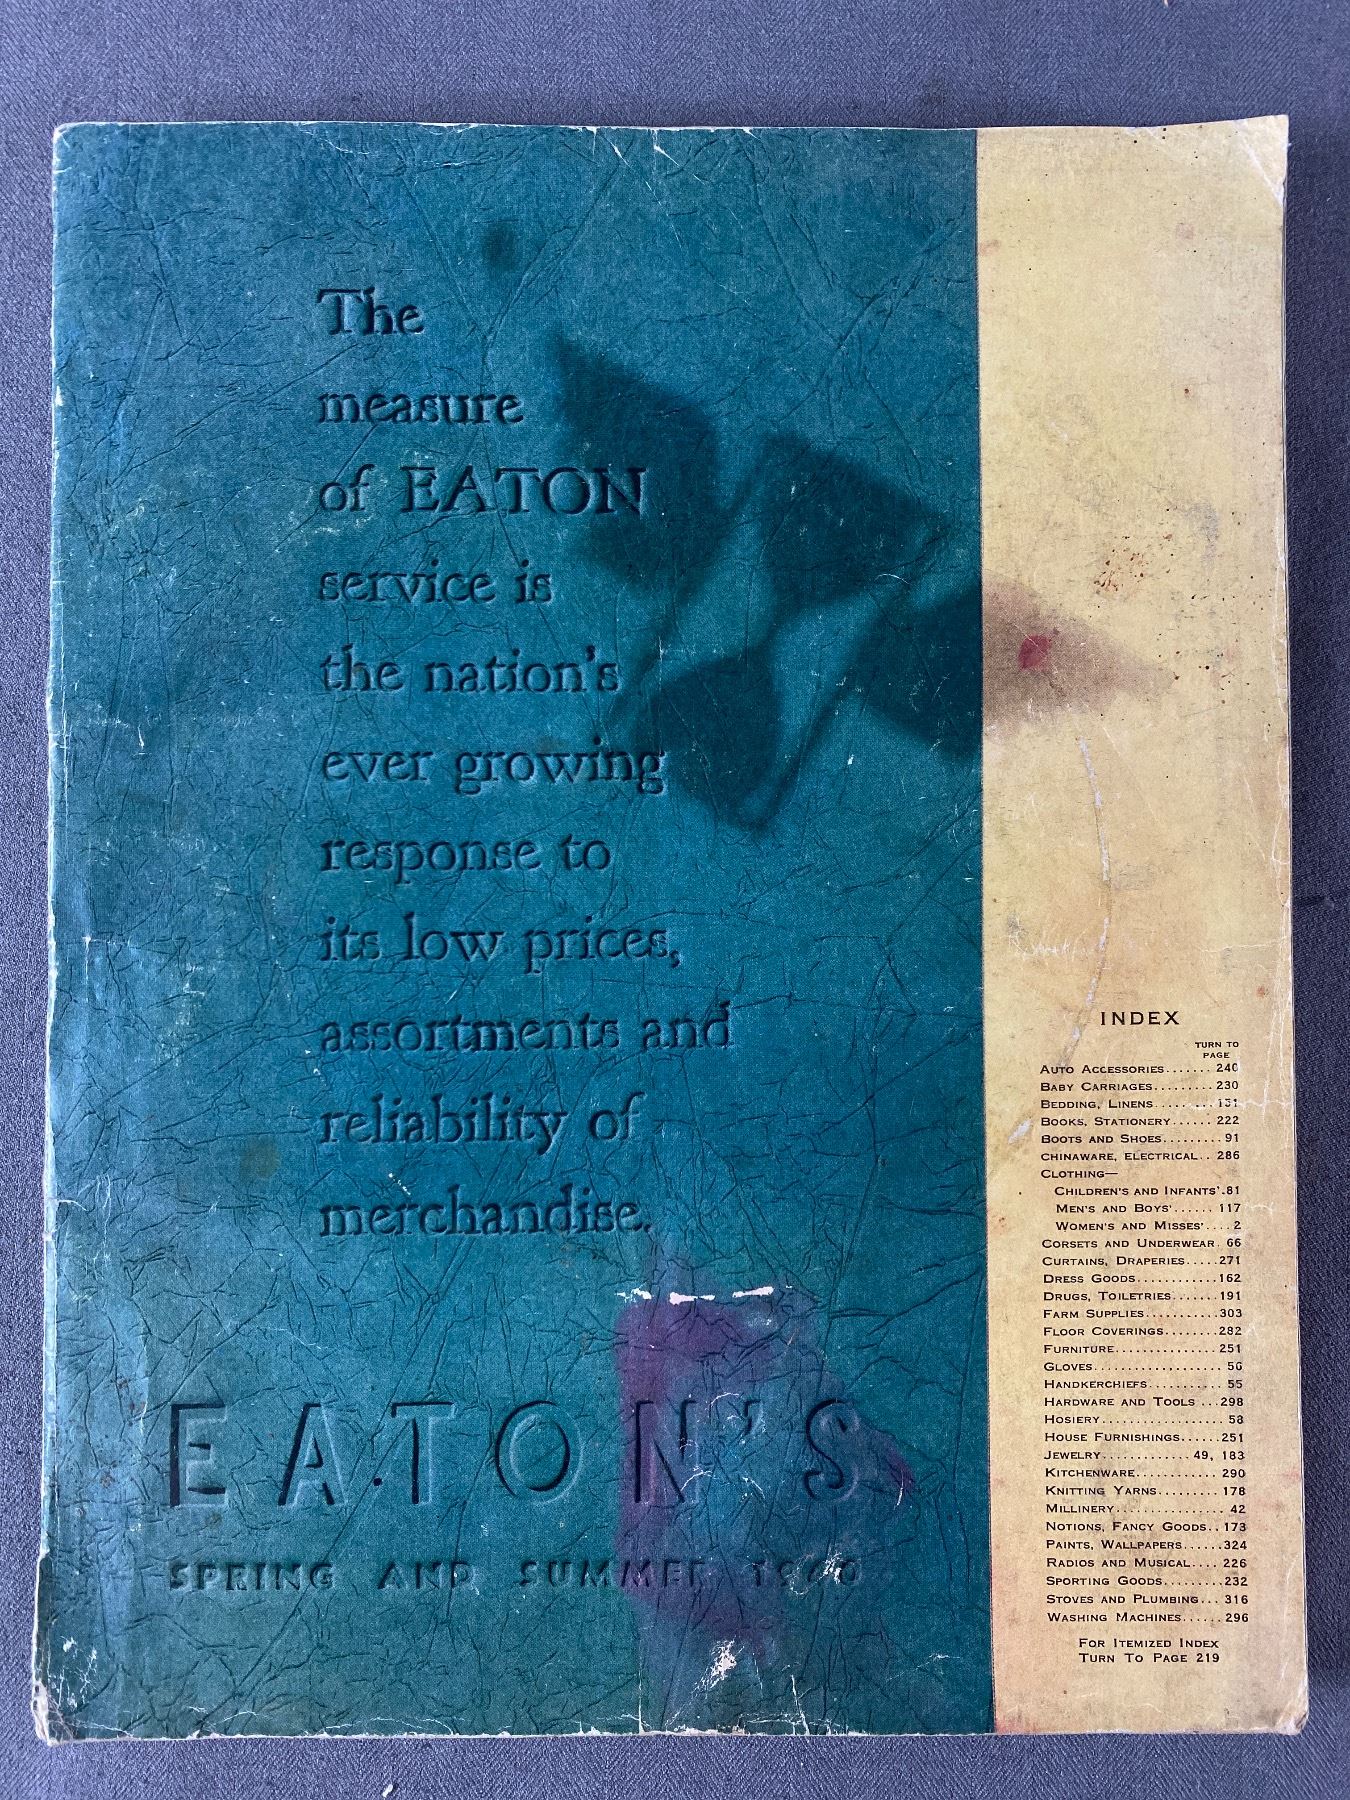 The
measure
of EATON
service is
the nation's
ever growing
response to
its low prices,
assortments and
reliability of
merchandise.
EATON'S
SPRING AND SUMMER 1940
INDEX
TURN TO
PAGE
AUTO ACCESSORIES....... 240
BABY CARRIAGES......... 230
BEDDING, LINENS......... 151
BOOKS, STATIONERY...... 222
BOOTS AND SHOES......... 91
CHINAWARE, ELECTRICAL.. 286
CLOTHING—
CHILDREN'S AND INFANTS'.81
MEN'S AND BOYS'...... 117
WOMEN'S AND MISSES'.... 2
CORSETS AND UNDERWEAR. 66
CURTAINS, DRAPERIES.....271
DRESS GOODS............162
DRUGS, TOILETRIES.......191
FARM SUPPLIES..........303
FLOOR COVERINGS........282
FURNITURE...............251
GLOVES................... 56
HANDKERCHIEFS........... 55
HARDWARE AND TOOLS ...298
HOSIERY.................. 58
HOUSE FURNISHINGS......251
JEWELRY............. 49, 183
KITCHENWARE............ 290
KNITTING YARNS......... 178
MILLINERY................ 42
NOTIONS, FANCY GOODS.. 173
PAINTS, WALLPAPERS......324
RADIOS AND MUSICAL.... 226
SPORTING GOODS.........232
STOVES AND PLUMBING... 316
WASHING MACHINES...... 296
FOR ITEMIZED INDEX
TURN TO PAGE 219